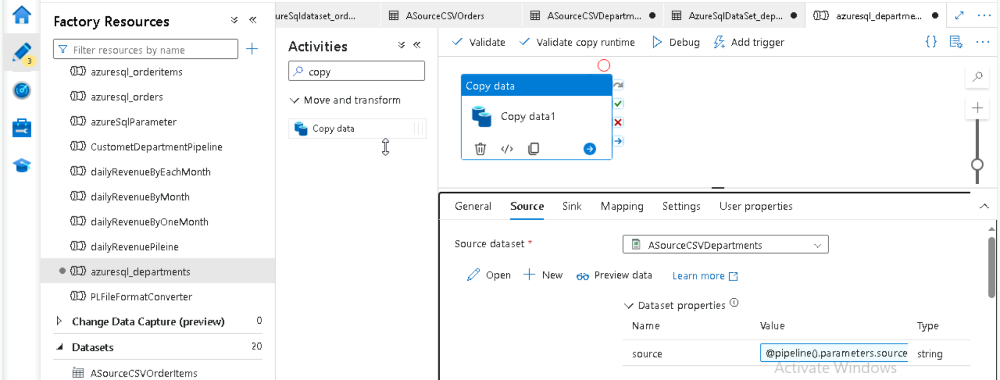 Factory Resources
Filter resources by name
3
azuresql_orderitems
azuresql_orders
azureSqlParameter
CustometDepartmentPipeline
dailyRevenueByEachMonth
dailyRevenueByMonth
dailyRevenueByOneMonth
dailyRevenuePileine
azuresql_departments
PLFileFormatConverter
Change Data Capture (preview) 0
Datasets 20
ASourceCSVOrderItems
ureSqldataset_ord...
ASourceCSVOrders
ASourceCSVDepartm...
AzureSqlDataSet_dep...
azuresql_departme...
Activities
copy
Move and transform
Copy data
Validate
Validate copy runtime
Debug
Add trigger
Copy data
Copy data1
General Source Sink Mapping Settings User properties
Source dataset *
ASourceCSVDepartments
Open New Preview data Learn more
Dataset properties
Name Value Type
source @pipeline().parameters.source string
Activate Windows